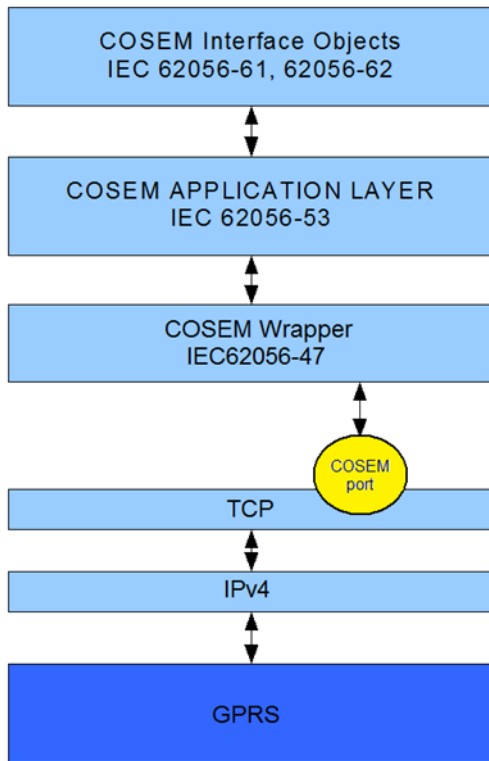 COSEM Interface Objects
IEC 62056-61, 62056-62
COSEM APPLICATION LAYER
IEC 62056-53
COSEM Wrapper
IEC62056-47
COSEM
port
TCP
IPv4
GPRS